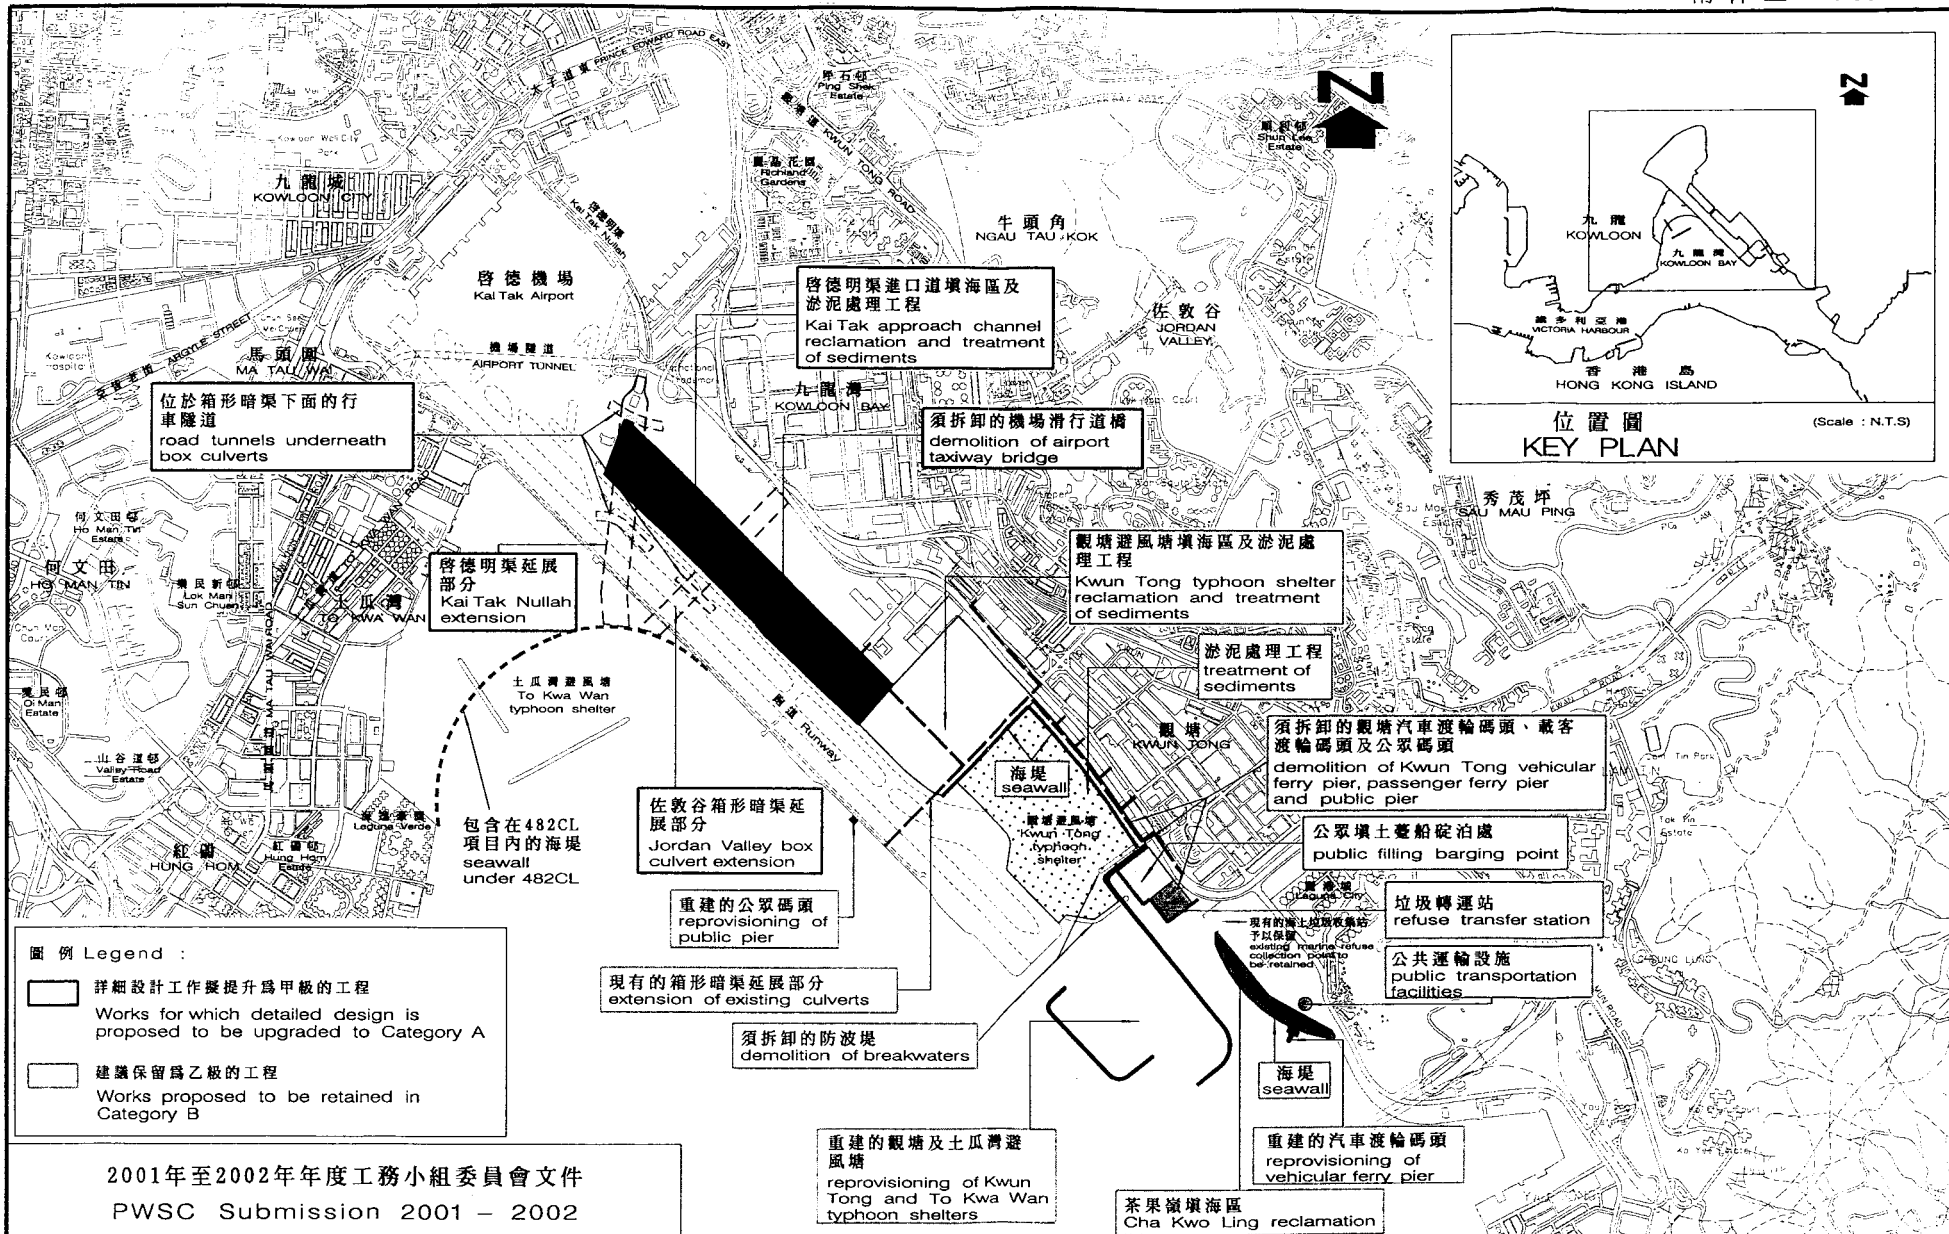 太子道東 PRINCE EDWARD ROAD EAST
坪石邨
Ping Shek
Estate
觀塘道 KWUN TONG ROAD
順利邨
Shun Lee
Estate
N
Kowloon Wall City
Park
九龍城
KOWLOON CITY
麗晶花園
Richland
Gardens
啓德明渠
Kai Tak Nullah
牛頭角
NGAU TAU KOK
啓德機場
Kai Tak Airport
啓德明渠進口道填海區及
淤泥處理工程
Kai Tak approach channel
reclamation and treatment
of sediments
佐敦谷
JORDAN
VALLEY
亞皆老街 ARGYLE STREET
馬頭圍
MA TAU WAI
機場隧道
AIRPORT TUNNEL
九龍灣
KOWLOON BAY
位於箱形暗渠下面的行
車隧道
road tunnels underneath
box culverts
須拆卸的機場滑行道橋
demolition of airport
taxiway bridge
N
九龍
KOWLOON
九龍灣
KOWLOON BAY
維多利亞港
VICTORIA HARBOUR
香港島
HONG KONG ISLAND
位置圖
KEY PLAN
(Scale : N.T.S)
秀茂坪
SAU MAU PING
何文田邨
Ho Man Tin
Estate
何文田
HO MAN TIN
樂民新邨
Lok Man
Sun Chuen
土瓜灣
TO KWA WAN
啓德明渠延展
部分
Kai Tak Nullah
extension
觀塘避風塘填海區及淤泥處
理工程
Kwun Tong typhoon shelter
reclamation and treatment
of sediments
淤泥處理工程
treatment of
sediments
愛民邨
Oi Man
Estate
MA TAU WAI ROAD
土瓜灣避風塘
To Kwa Wan
typhoon shelter
跑道 Runway
觀塘
KWUN TONG
須拆卸的觀塘汽車渡輪碼頭、載客
渡輪碼頭及公眾碼頭
demolition of Kwun Tong vehicular
ferry pier, passenger ferry pier
and public pier
山谷道邨
Valley Road
Estate
海堤
seawall
Laguna Verde
紅磡
HUNG HOM
紅磡邨
Hung Hom
Estate
包含在482CL
項目內的海堤
seawall
under 482CL
佐敦谷箱形暗渠延
展部分
Jordan Valley box
culvert extension
觀塘避風塘
Kwun Tong
typhoon
shelter
公眾填土躉船碇泊處
public filling barging point
麗港城
Laguna City
垃圾轉運站
refuse transfer station
重建的公眾碼頭
reprovisioning of
public pier
現有的海上垃圾收集站
予以保留
existing marine refuse
collection point to
be retained
公共運輸設施
public transportation
facilities
現有的箱形暗渠延展部分
extension of existing culverts
須拆卸的防波堤
demolition of breakwaters
圖例 Legend :
詳細設計工作擬提升爲甲級的工程
Works for which detailed design is
proposed to be upgraded to Category A
建議保留爲乙級的工程
Works proposed to be retained in
Category B
海堤
seawall
重建的觀塘及土瓜灣避
風塘
reprovisioning of Kwun
Tong and To Kwa Wan
typhoon shelters
重建的汽車渡輪碼頭
reprovisioning of
vehicular ferry pier
茶果嶺填海區
Cha Kwo Ling reclamation
2001年至2002年年度工務小組委員會文件
PWSC Submission 2001 – 2002